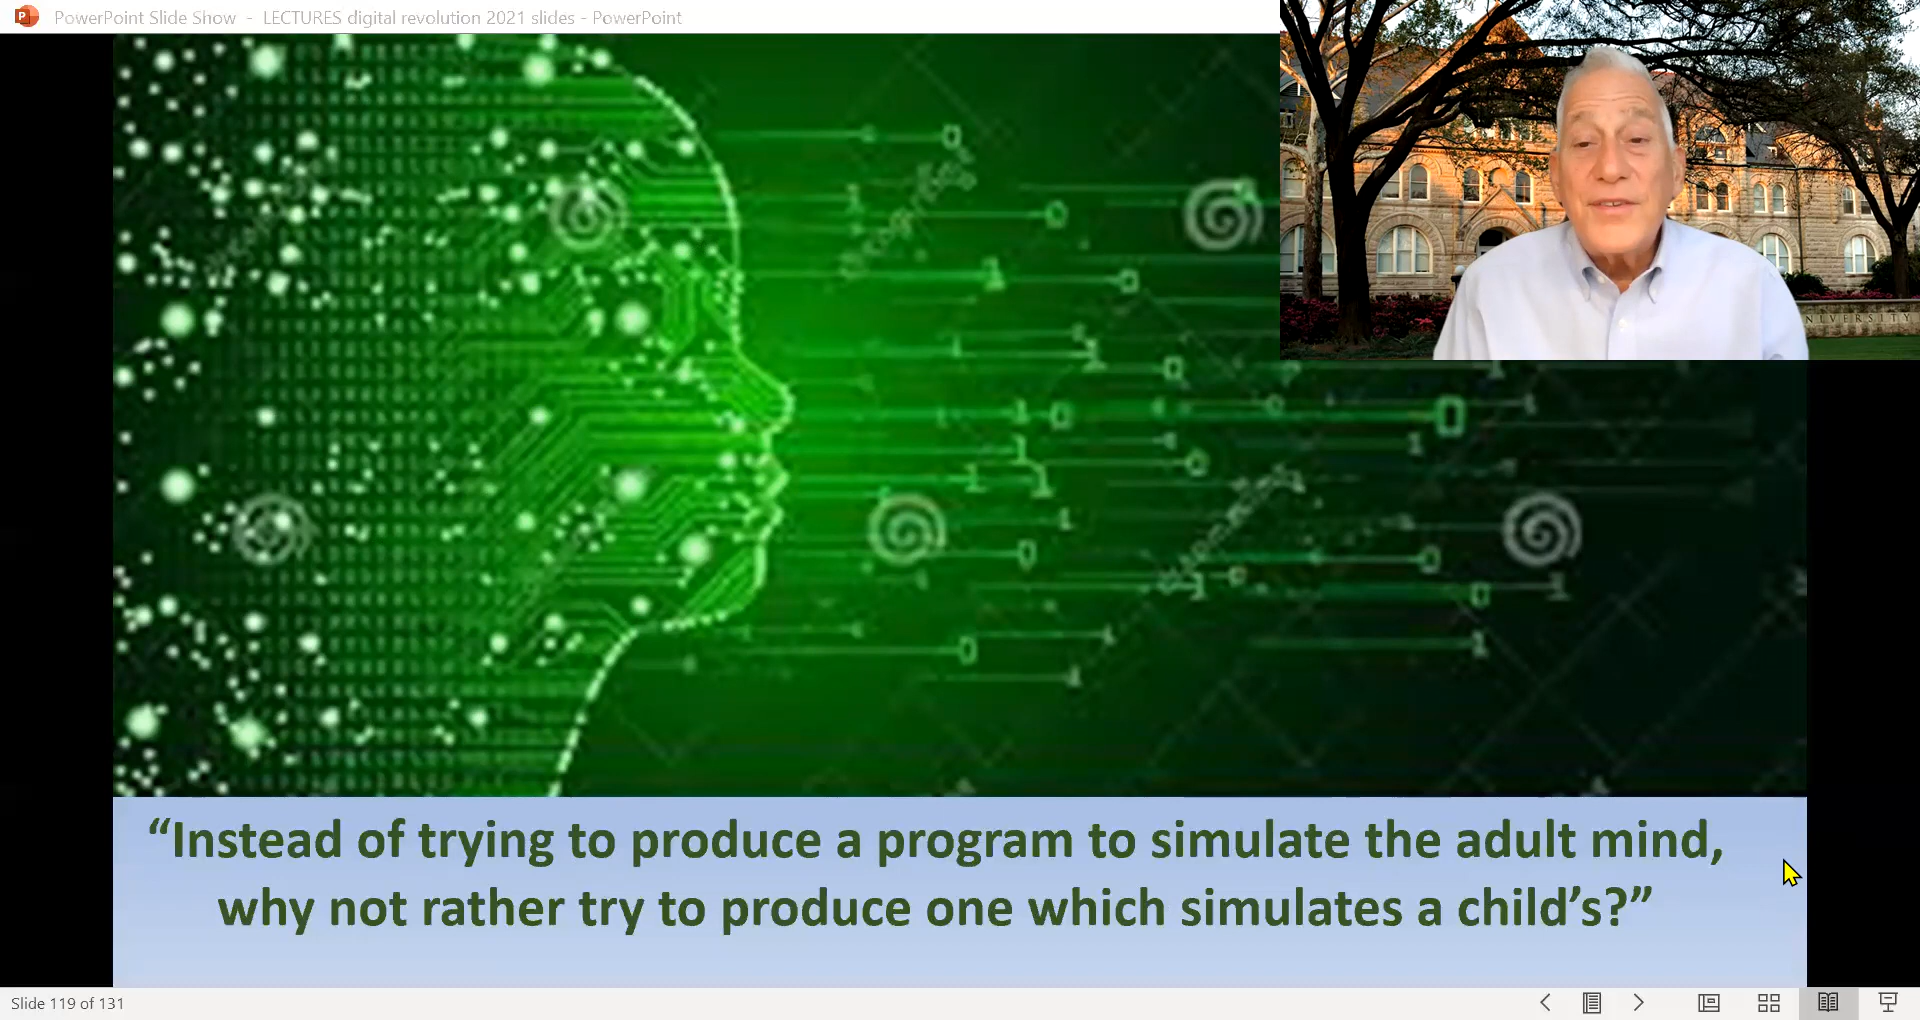 PowerPoint Slide Show - LECTURES digital revolution 2021 slides - PowerPoint
NIVERSITY
“Instead of trying to produce a program to simulate the adult mind,
why not rather try to produce one which simulates a child’s?”
Slide 119 of 131